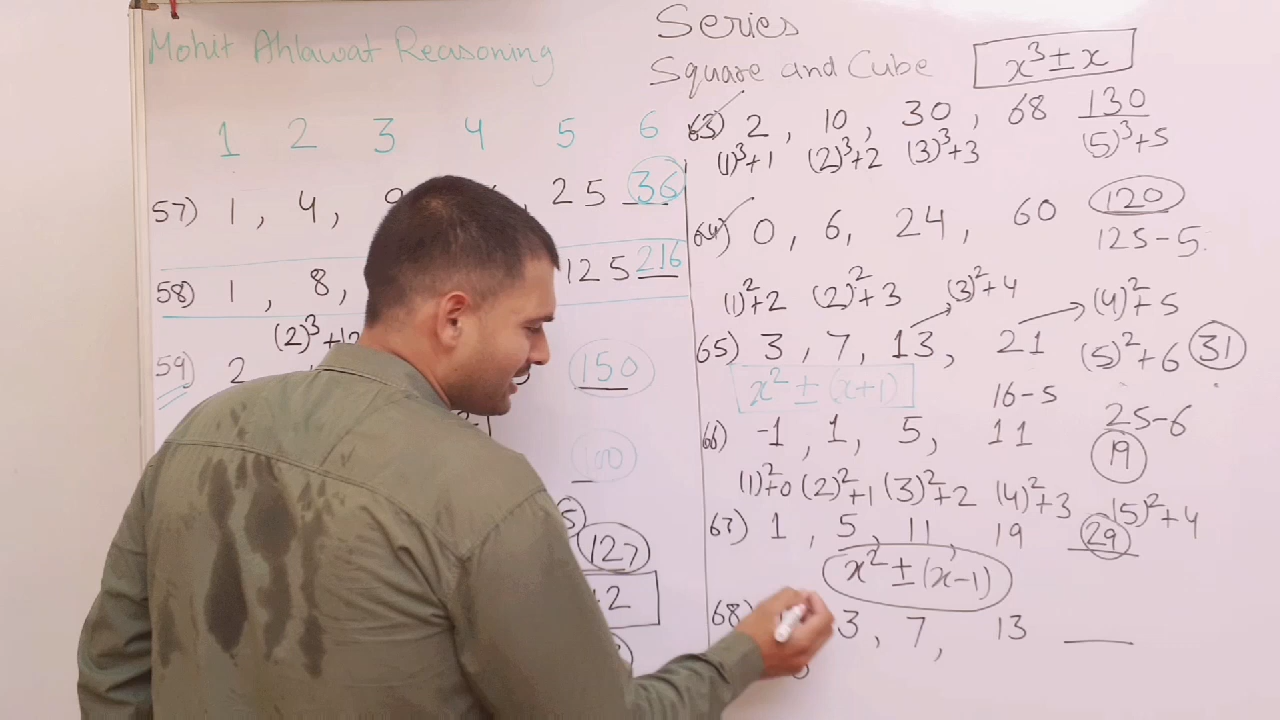 Mohit Ahlawat Reasoning
1 2 3 4 5 6
57) 1, 4, , 25 36
58) 1, 8, 125 216
(2)³+
59) 2 150
100
127
+2
Series
Square and Cube x³ ± x
63) 2, 10, 30, 68 130
(1)³+1 (2)³+2 (3)³+3 (5)³+5
64) 0, 6, 24, 60 120
125-5
(1)²+2 (2)²+3 (3)²+4 (4)²+5
65) 3, 7, 13, 21 (5)²+6 31
x² ± (x+1) 16-5 25-6
66) -1, 1, 5, 11 19
(1)²+0 (2)²+1 (3)²+2 (4)²+3 (5)²+4
67) 1, 5, 11, 19 29
x² ± (x-1)
68) 3, 7, 13